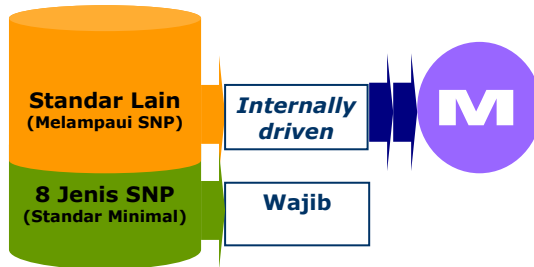 Standar Lain
(Melampaui SNP)
Internally
driven
M
8 Jenis SNP
(Standar Minimal)
Wajib